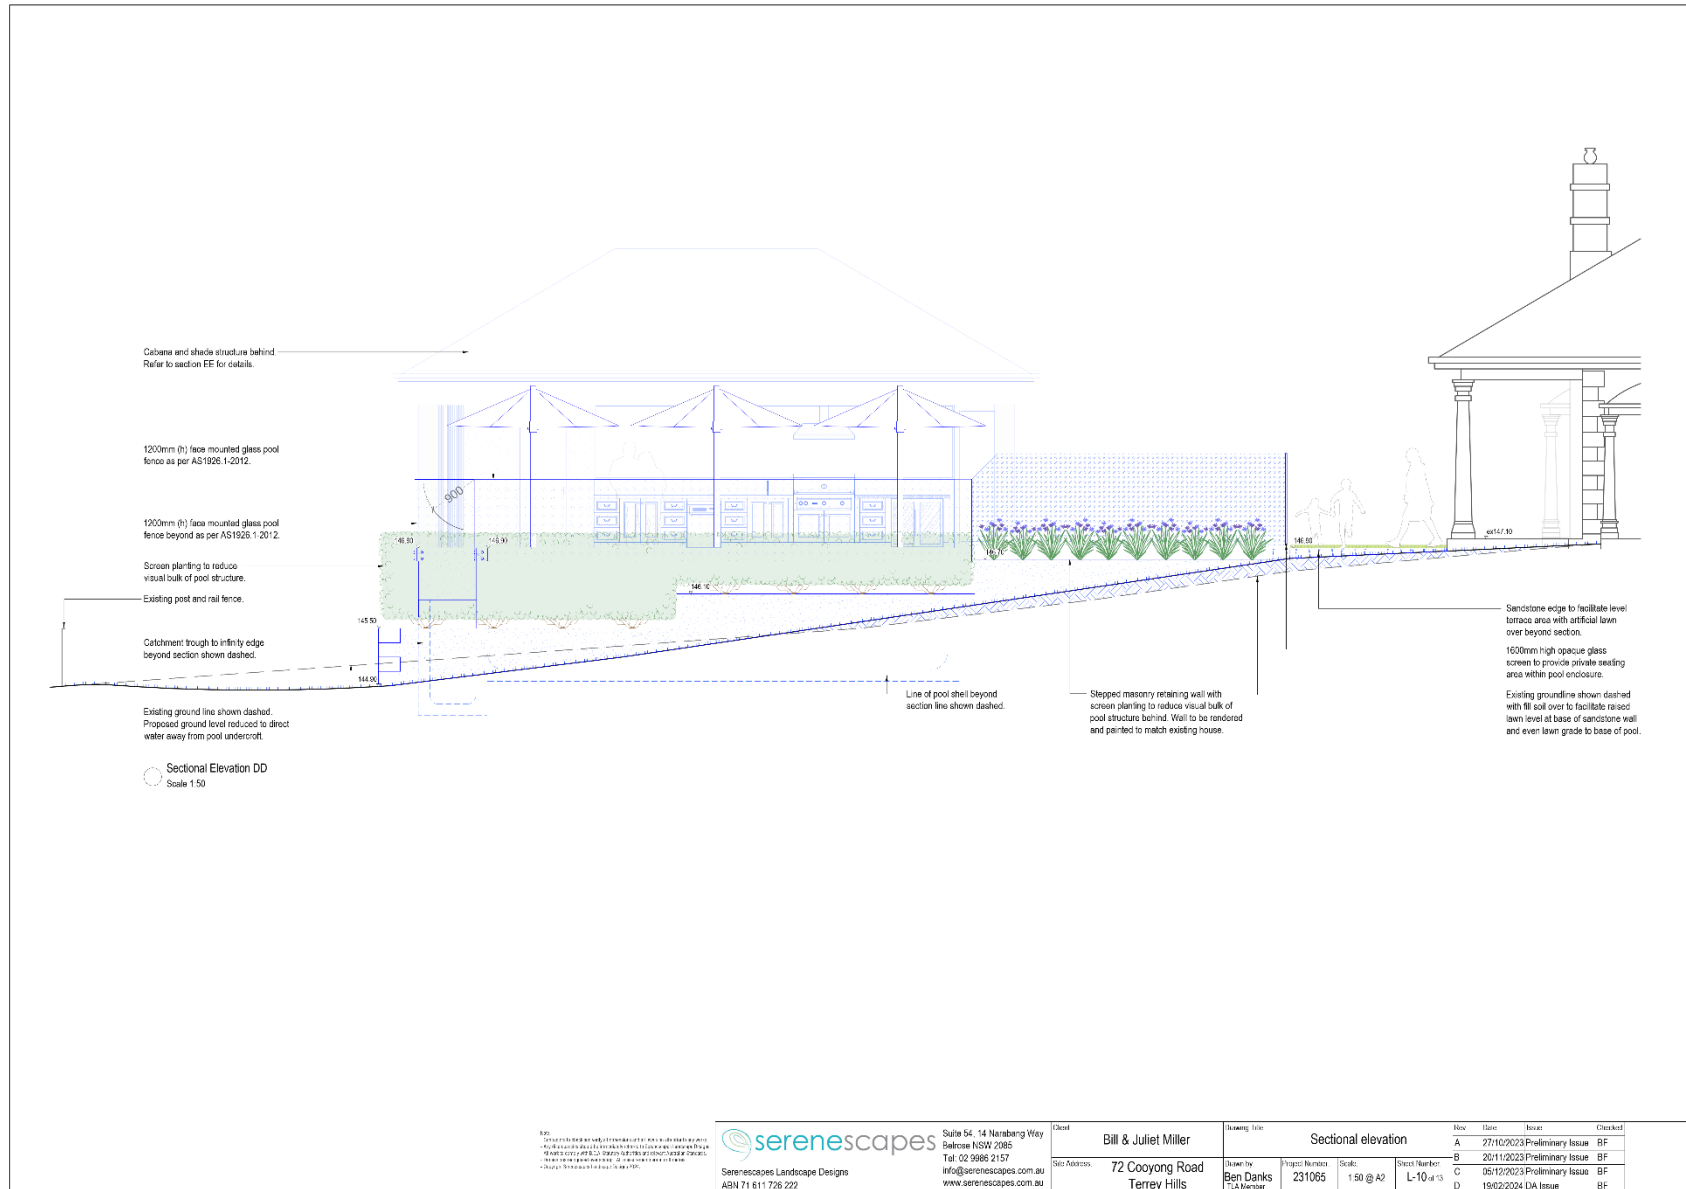 Cabana and shade structure behind.
Refer to section EE for details.
1200mm (h) face mounted glass pool
fence as per AS1926.1-2012.
1200mm (h) face mounted glass pool
fence beyond as per AS1926.1-2012.
Screen planting to reduce
visual bulk of pool structure.
Existing post and rail fence.
Catchment trough to infinity edge
beyond section shown dashed.
Existing ground line shown dashed.
Proposed ground level reduced to direct
water away from pool undercroft.
900
146.90
146.90
146.70
146.10
145.50
144.90
146.90
ex147.10
Line of pool shell beyond
section line shown dashed.
Stepped masonry retaining wall with
screen planting to reduce visual bulk of
pool structure behind. Wall to be rendered
and painted to match existing house.
Sandstone edge to facilitate level
terrace area with artificial lawn
over beyond section.
1600mm high opaque glass
screen to provide private seating
area within pool enclosure.
Existing groundline shown dashed
with fill soil over to facilitate raised
lawn level at base of sandstone wall
and even lawn grade to base of pool.
Sectional Elevation DD
Scale 1:50
serenescapes
Serenescapes Landscape Designs
ABN 71 611 726 222
Suite 54, 14 Narabang Way
Belrose NSW 2085
Tel: 02 9986 2157
info@serenescapes.com.au
www.serenescapes.com.au
Client
Bill & Juliet Miller
Site Address:
72 Cooyong Road
Terrey Hills
Drawing Title
Sectional elevation
Drawn by
Ben Danks
TLA Member
Project Number
231065
Scale
1:50 @ A2
Sheet Number
L-10 of 13
Rev Date Issue Checked
A 27/10/2023 Preliminary Issue BF
B 20/11/2023 Preliminary Issue BF
C 05/12/2023 Preliminary Issue BF
D 19/02/2024 DA Issue BF